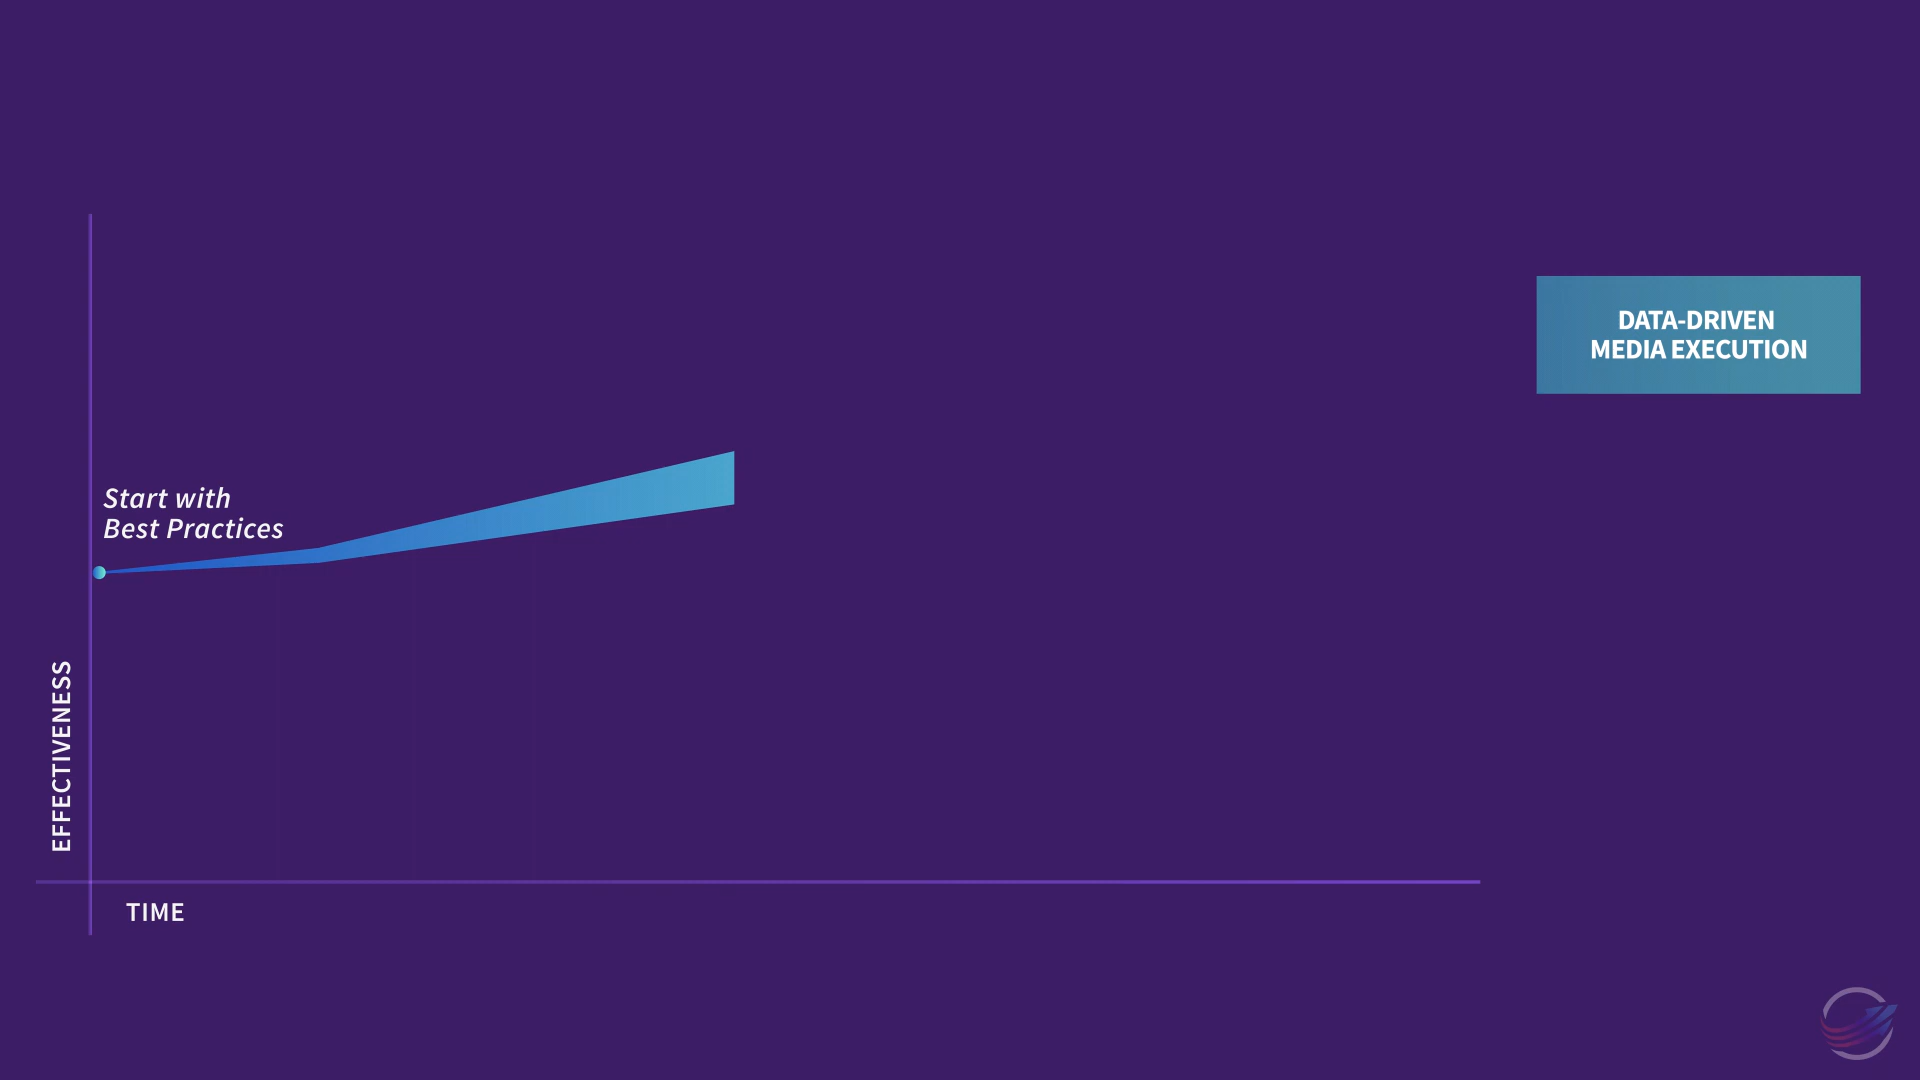 DATA-DRIVEN
MEDIA EXECUTION
Start with
Best Practices
EFFECTIVENESS
TIME